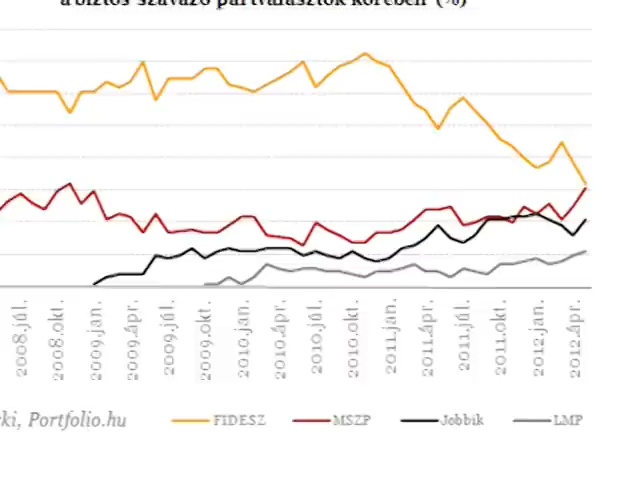 a biztos szavazó pártválasztók körében (%)
2008.júl. 2008.okt. 2009.jan. 2009.ápr. 2009.júl. 2009.okt. 2010.jan. 2010.ápr. 2010.júl. 2010.okt. 2011.jan. 2011.ápr. 2011.júl. 2011.okt. 2012.jan. 2012.ápr.
ki, Portfolio.hu FIDESZ MSZP Jobbik LMP